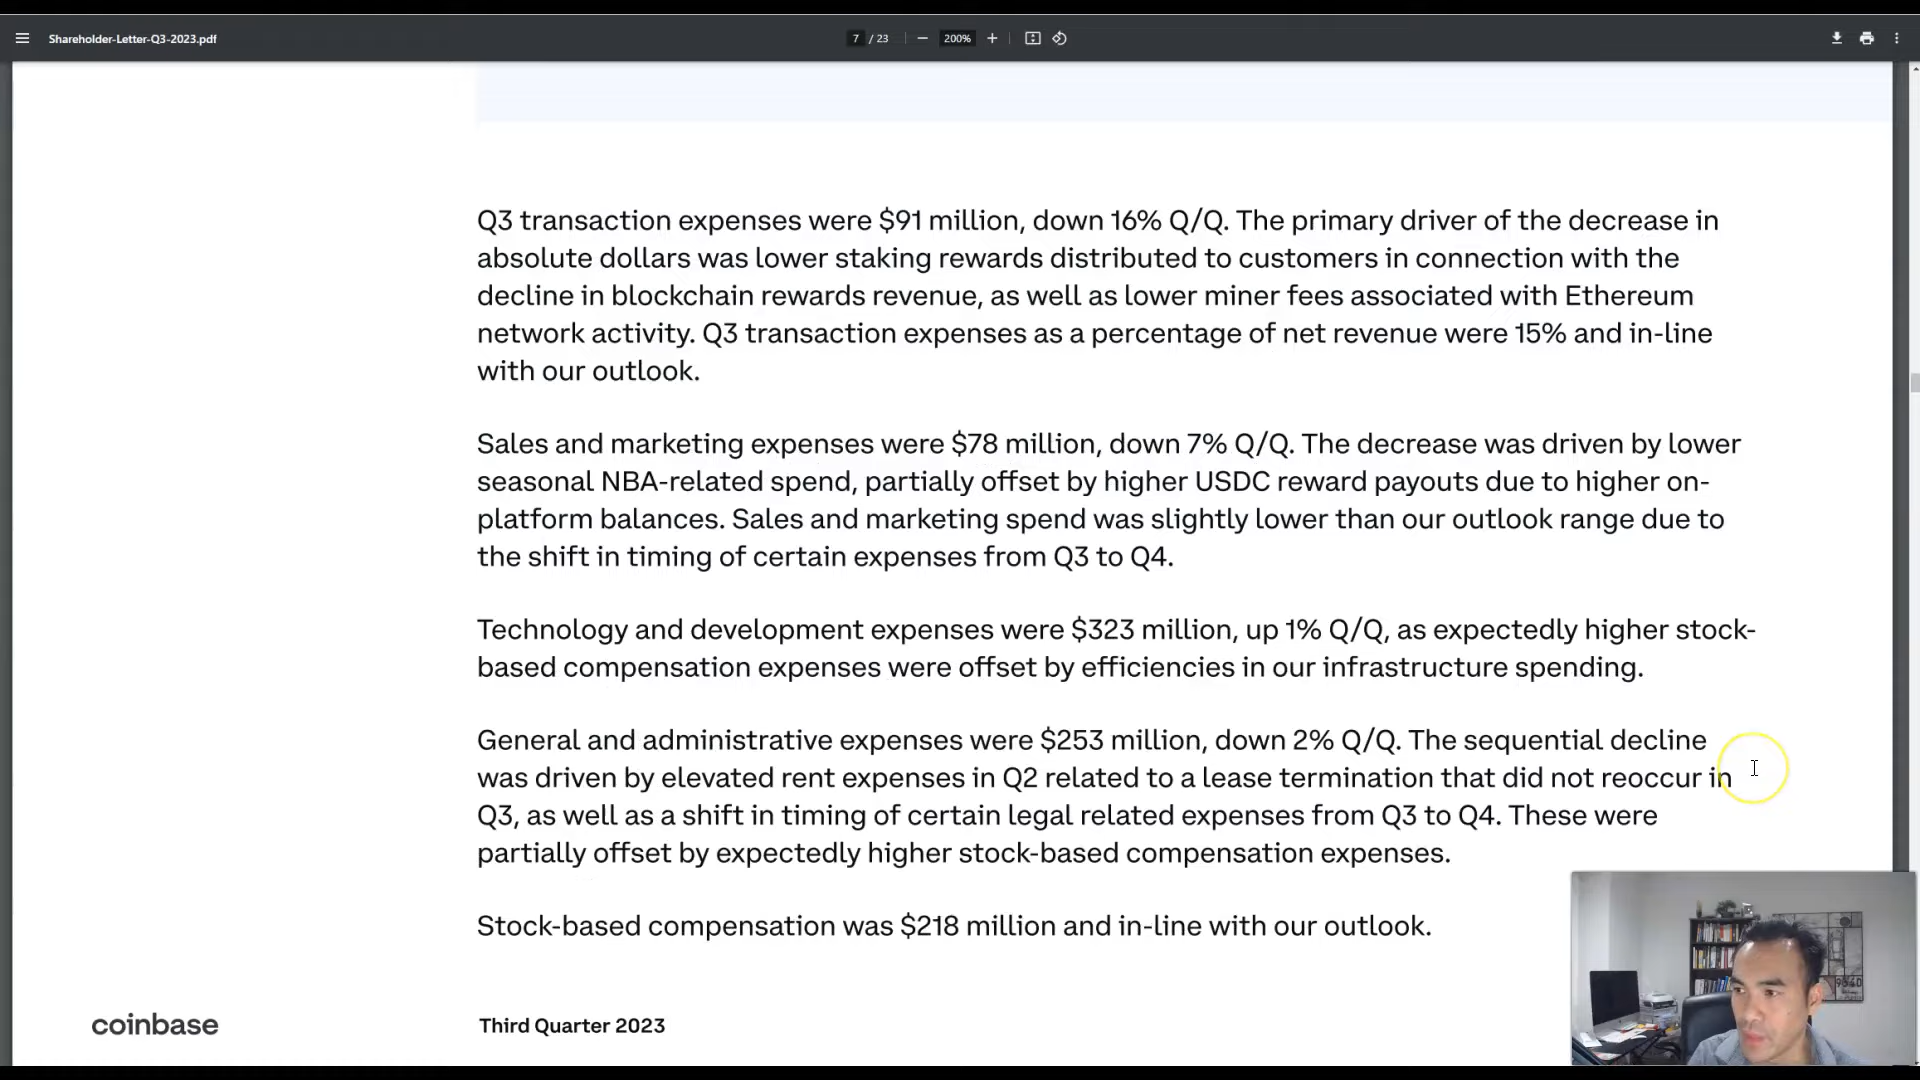 Shareholder-Letter-Q3-2023.pdf
7 / 23
200%
Q3 transaction expenses were $91 million, down 16% Q/Q. The primary driver of the decrease in
absolute dollars was lower staking rewards distributed to customers in connection with the
decline in blockchain rewards revenue, as well as lower miner fees associated with Ethereum
network activity. Q3 transaction expenses as a percentage of net revenue were 15% and in-line
with our outlook.
Sales and marketing expenses were $78 million, down 7% Q/Q. The decrease was driven by lower
seasonal NBA-related spend, partially offset by higher USDC reward payouts due to higher on-
platform balances. Sales and marketing spend was slightly lower than our outlook range due to
the shift in timing of certain expenses from Q3 to Q4.
Technology and development expenses were $323 million, up 1% Q/Q, as expectedly higher stock-
based compensation expenses were offset by efficiencies in our infrastructure spending.
General and administrative expenses were $253 million, down 2% Q/Q. The sequential decline
was driven by elevated rent expenses in Q2 related to a lease termination that did not reoccur in
Q3, as well as a shift in timing of certain legal related expenses from Q3 to Q4. These were
partially offset by expectedly higher stock-based compensation expenses.
Stock-based compensation was $218 million and in-line with our outlook.
coinbase
Third Quarter 2023